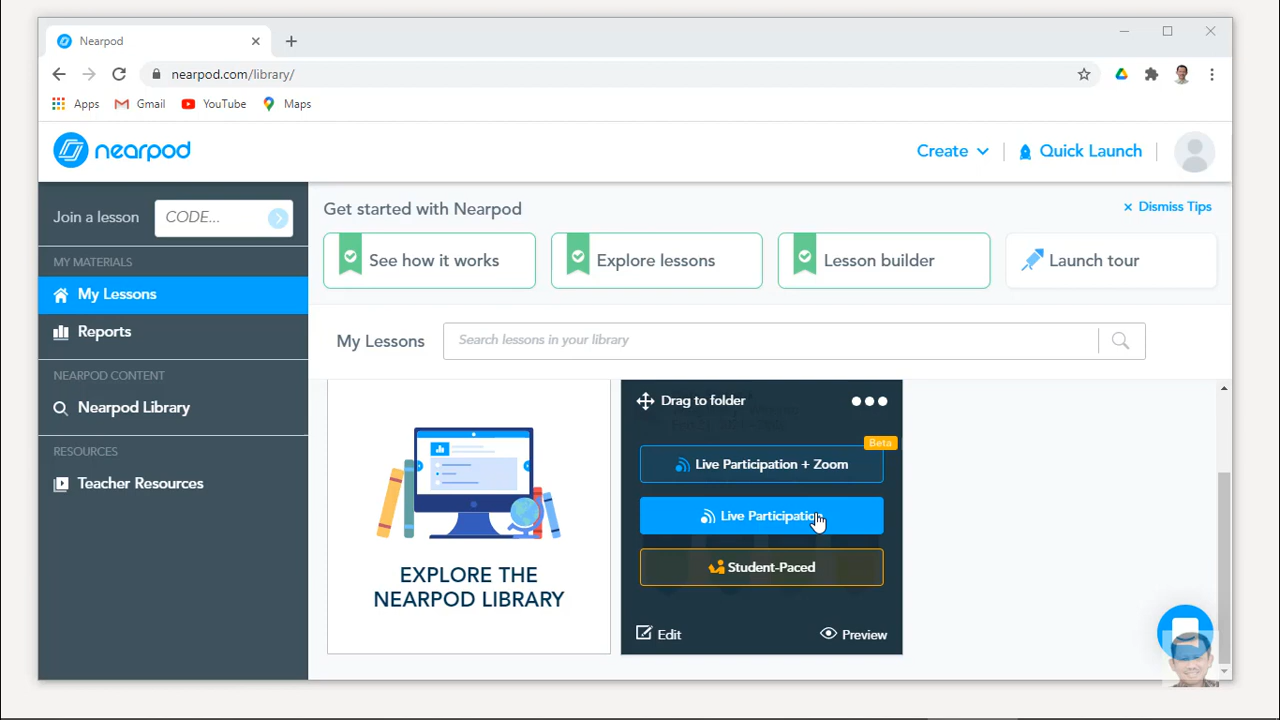 Nearpod
nearpod.com/library/
Apps Gmail YouTube Maps
nearpod
Create Quick Launch
Join a lesson CODE...
MY MATERIALS
My Lessons
Reports
NEARPOD CONTENT
Nearpod Library
RESOURCES
Teacher Resources
Get started with Nearpod
Dismiss Tips
See how it works Explore lessons Lesson builder Launch tour
My Lessons Search lessons in your library
EXPLORE THE
NEARPOD LIBRARY
Drag to folder
Beta
Live Participation + Zoom
Live Participation
Student-Paced
Edit Preview